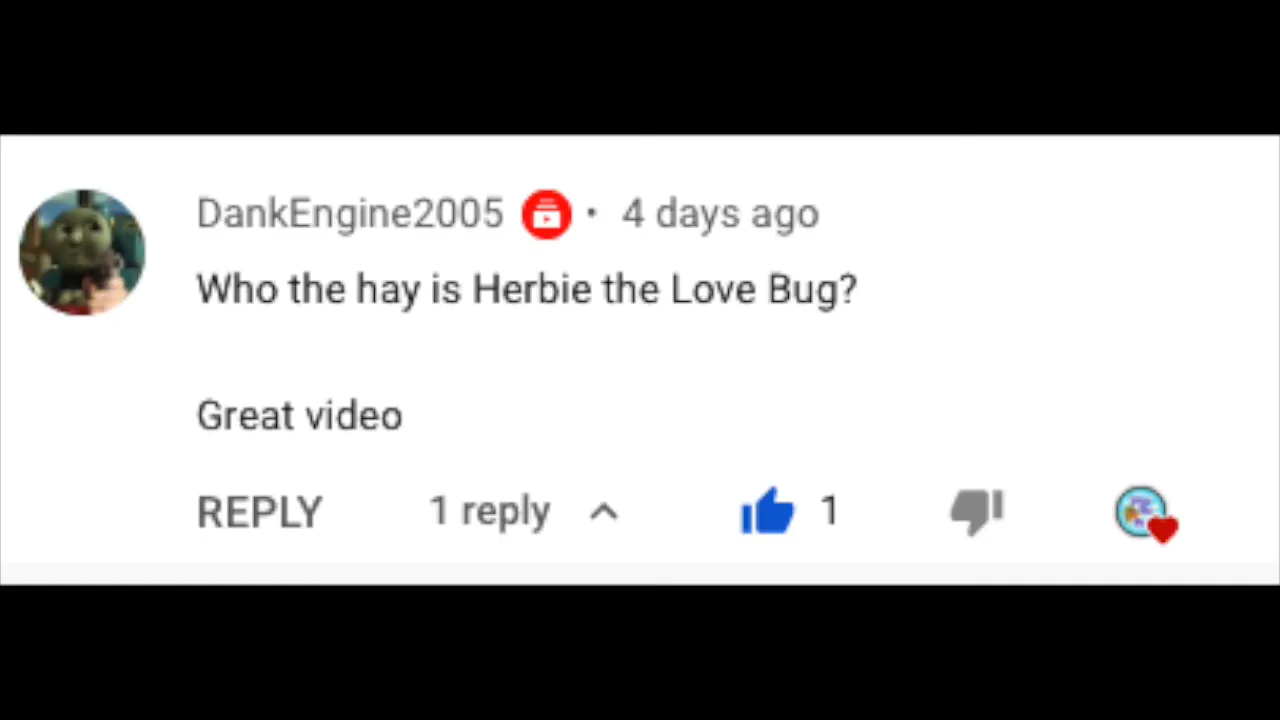 DankEngine2005 • 4 days ago
Who the hay is Herbie the Love Bug?
Great video
REPLY 1 reply 1